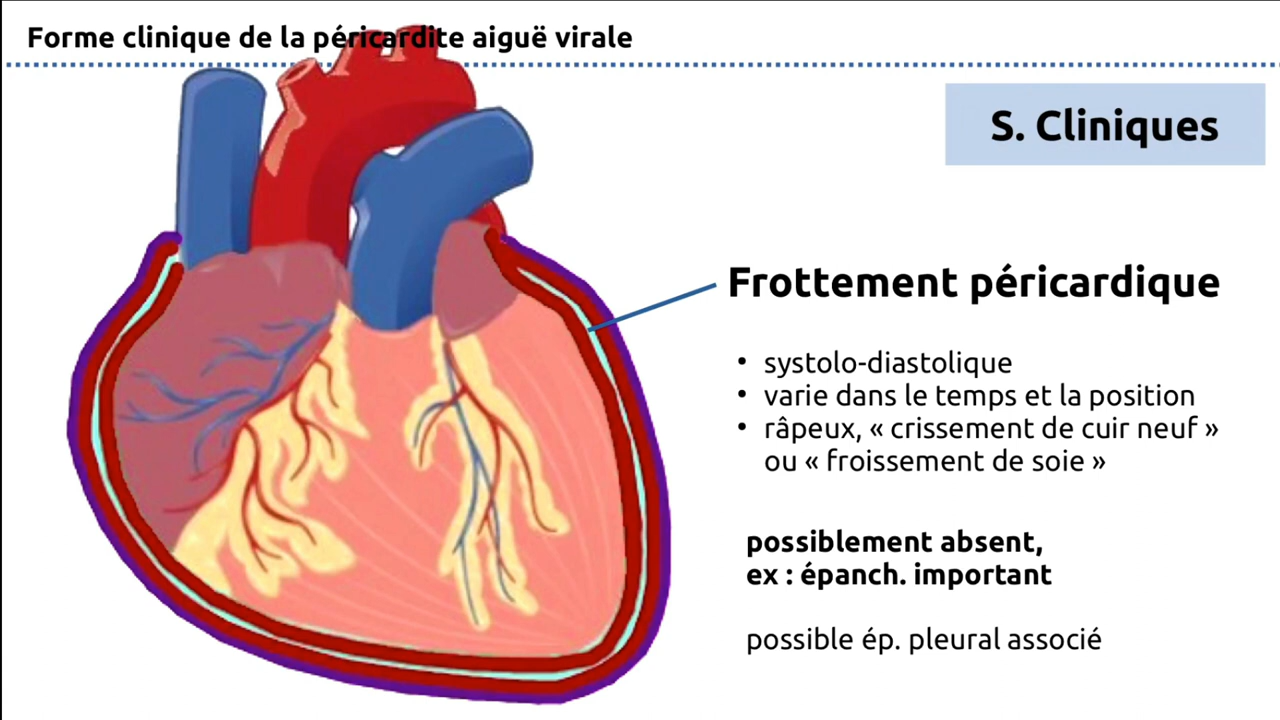 Forme clinique de la péricardite aiguë virale
S. Cliniques
Frottement péricardique
• systolo-diastolique
• varie dans le temps et la position
• râpeux, « crissement de cuir neuf »
ou « froissement de soie »
possiblement absent,
ex : épanch. important
possible ép. pleural associé